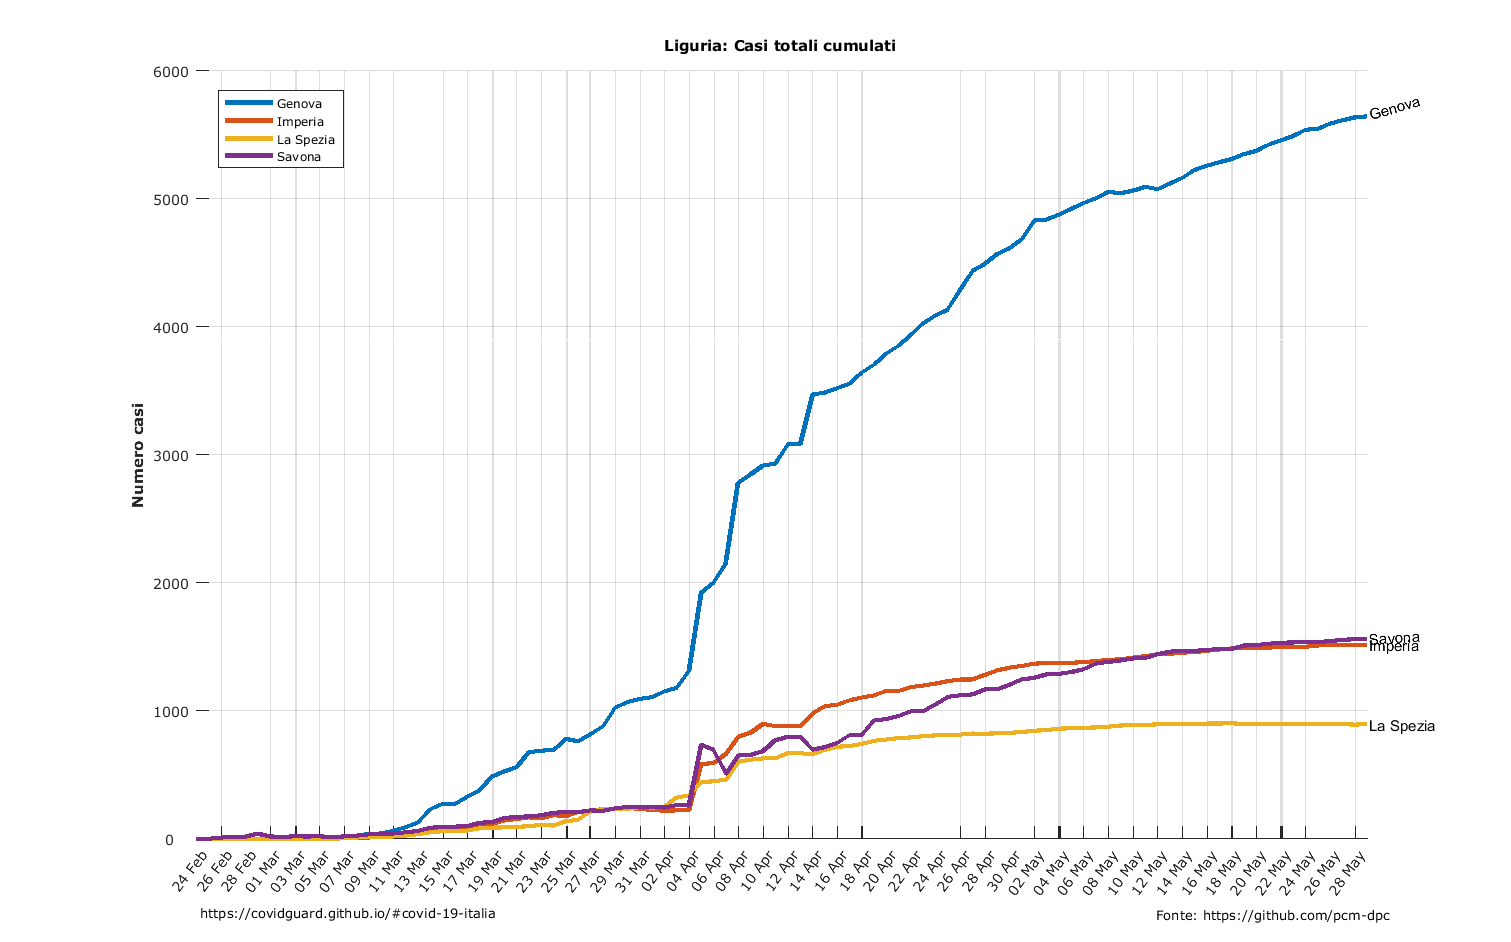 Liguria: Casi totali cumulati
6000
5000
4000
3000
2000
1000
0
Numero casi
Genova
Imperia
La Spezia
Savona
Genova
Savona
Imperia
La Spezia
24 Feb
26 Feb
28 Feb
01 Mar
03 Mar
05 Mar
07 Mar
09 Mar
11 Mar
13 Mar
15 Mar
17 Mar
19 Mar
21 Mar
23 Mar
25 Mar
27 Mar
29 Mar
31 Mar
02 Apr
04 Apr
06 Apr
08 Apr
10 Apr
12 Apr
14 Apr
16 Apr
18 Apr
20 Apr
22 Apr
24 Apr
26 Apr
28 Apr
30 Apr
02 May
04 May
06 May
08 May
10 May
12 May
14 May
16 May
18 May
20 May
22 May
24 May
26 May
28 May
https://covidguard.github.io/#covid-19-italia
Fonte: https://github.com/pcm-dpc